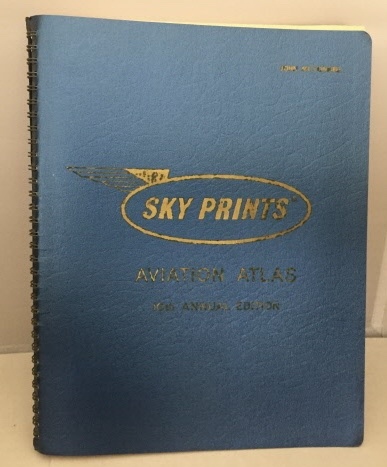 SKY PRINTS
AVIATION ATLAS
ANNUAL EDITION